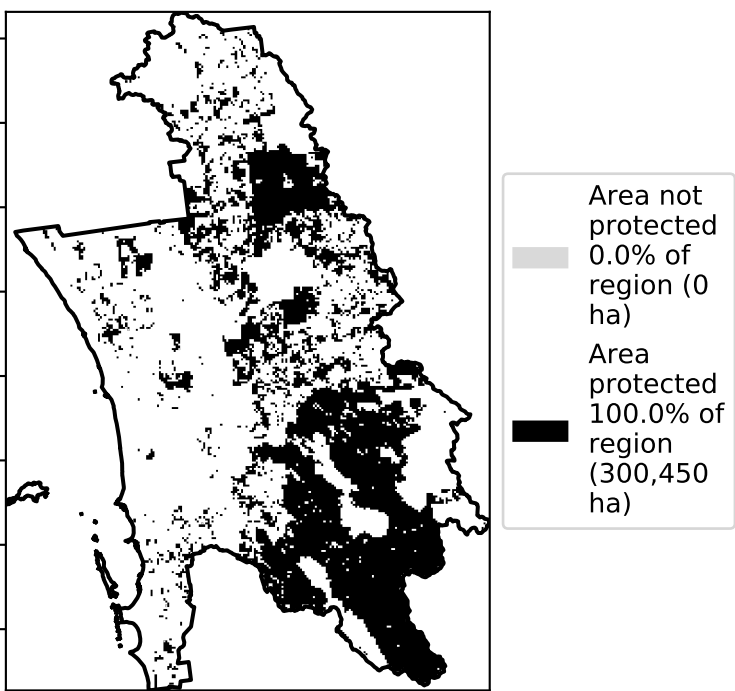 Area not
protected
0.0% of
region (0
ha)
Area
protected
100.0% of
region
(300,450
ha)